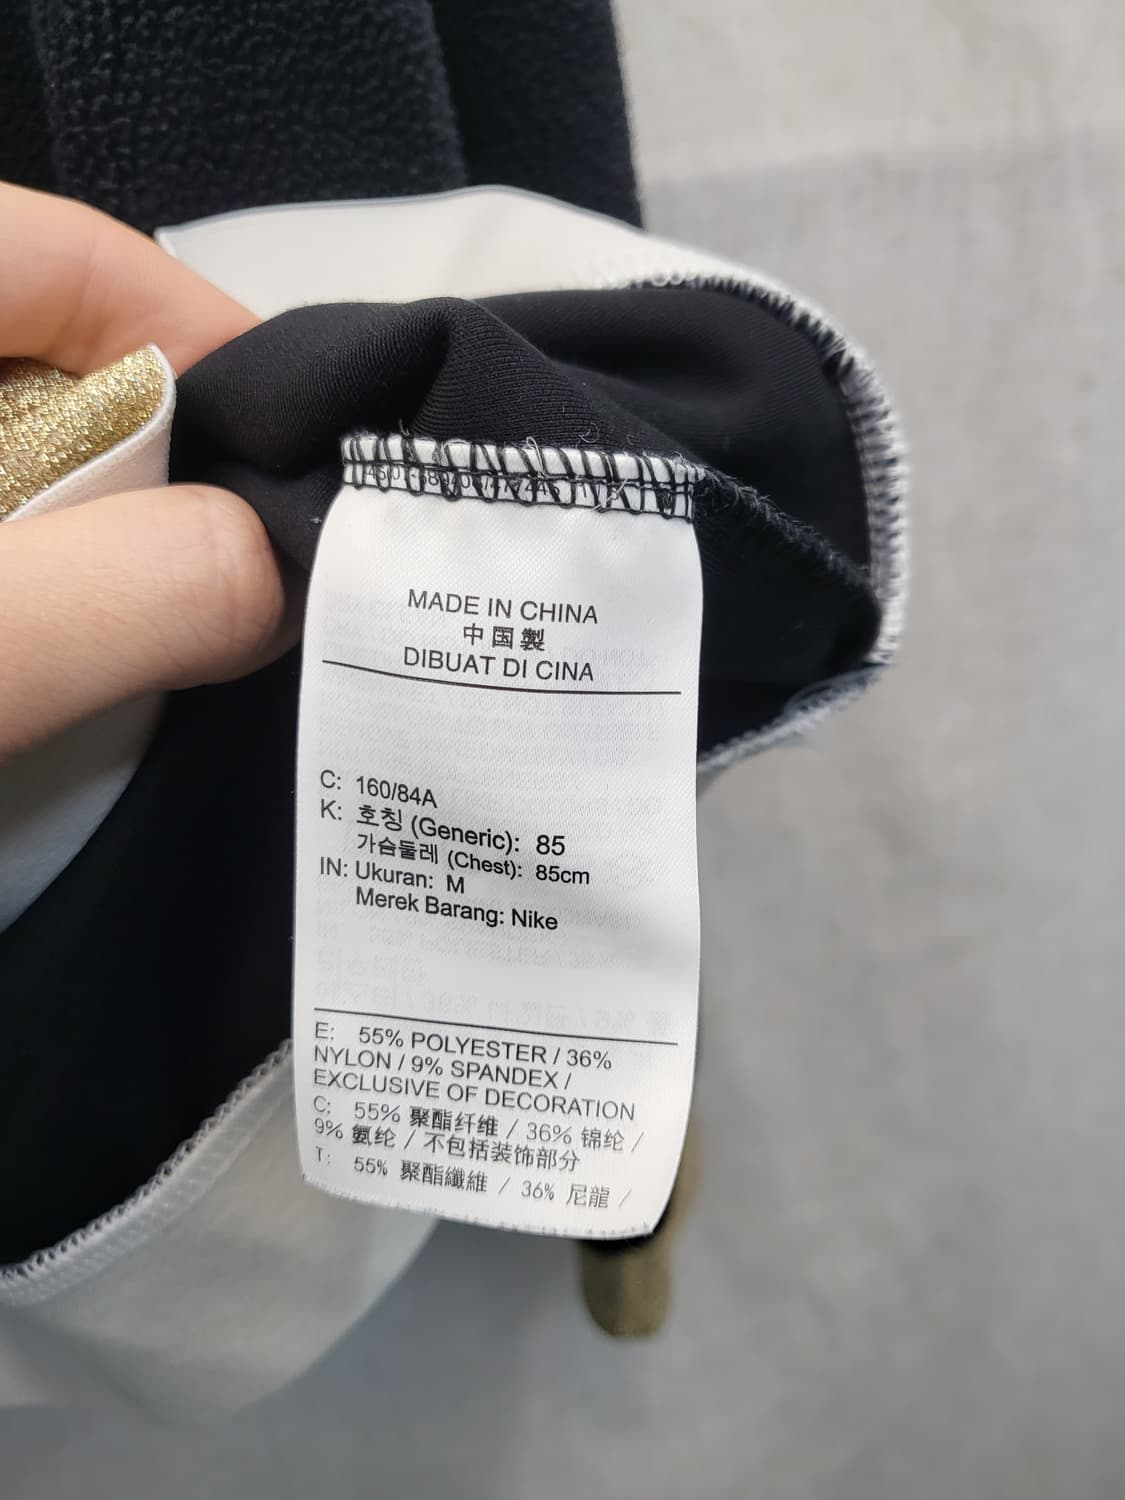 MADE IN CHINA
中国製
DIBUAT DI CINA
C: 160/84A
K: 호칭 (Generic): 85
가슴둘레 (Chest): 85cm
IN: Ukuran: M
Merek Barang: Nike
E: 55% POLYESTER / 36%
NYLON / 9% SPANDEX /
EXCLUSIVE OF DECORATION
C: 55% 聚酯纤维 / 36% 锦纶 /
9% 氨纶 / 不包括装饰部分
T: 55% 聚酯纖維 / 36% 尼龍 /